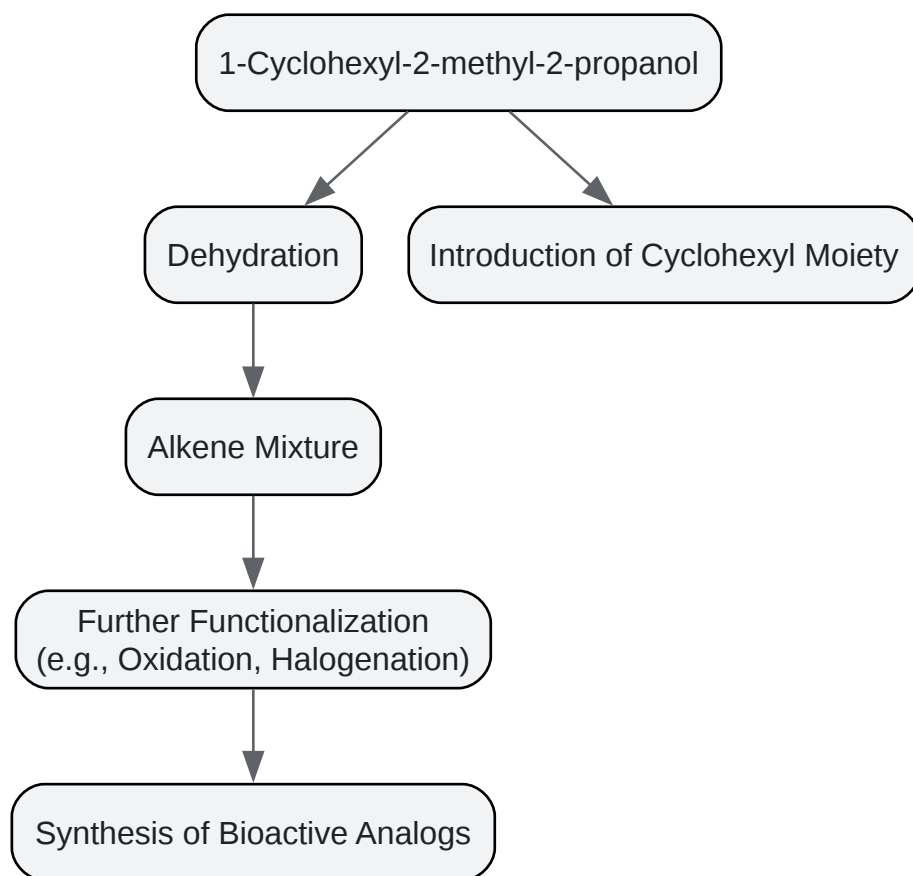 1-Cyclohexyl-2-methyl-2-propanol
Dehydration
Introduction of Cyclohexyl Moiety
Alkene Mixture
Further Functionalization
(e.g., Oxidation, Halogenation)
Synthesis of Bioactive Analogs